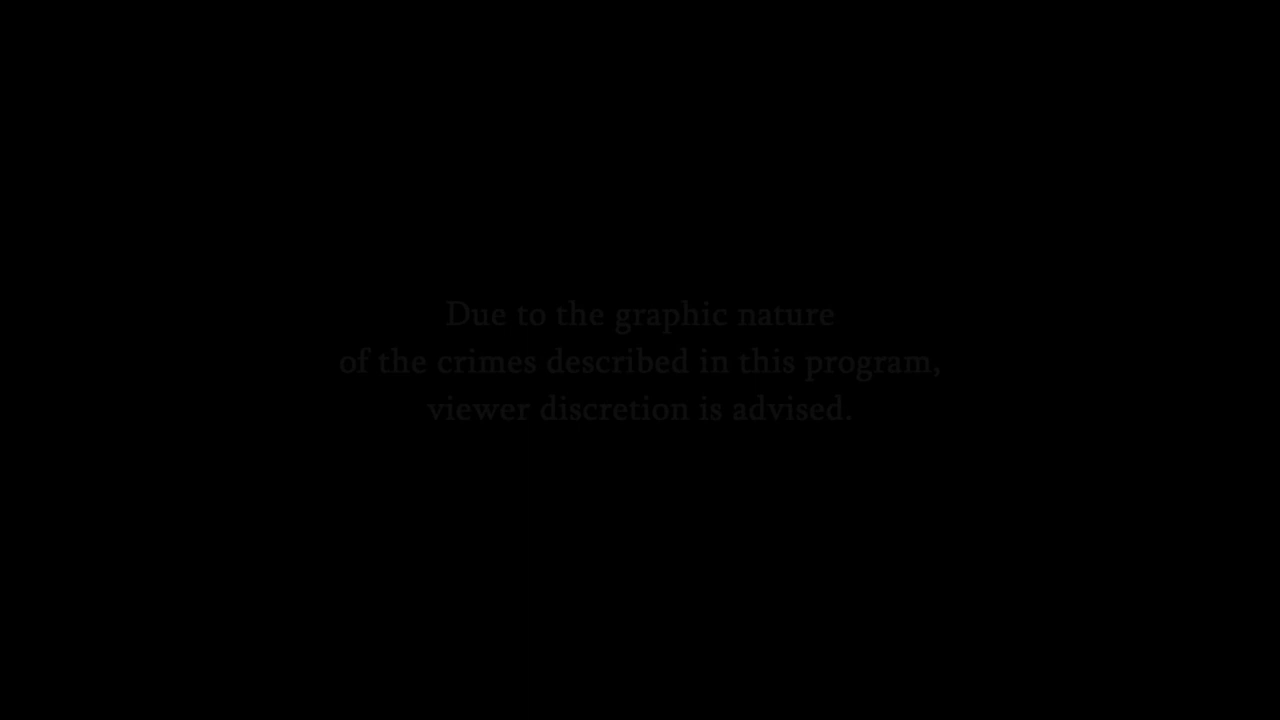 Due to the graphic nature
of the crimes described in this program,
viewer discretion is advised.